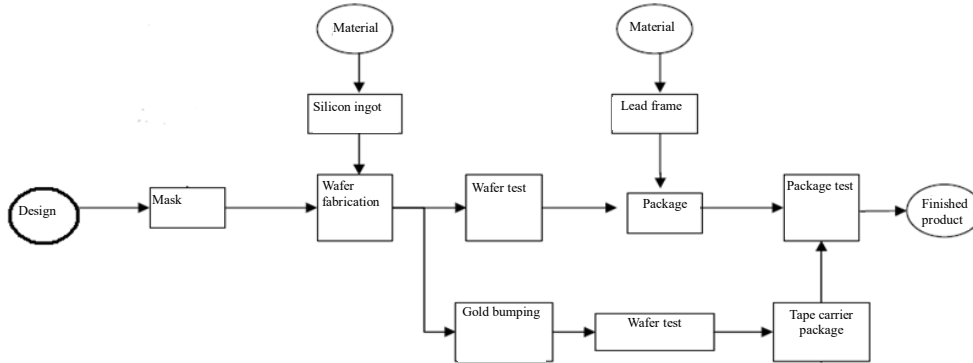 Material
Material
Silicon ingot
Lead frame
Design
Mask
Wafer
fabrication
Wafer test
Package
Package test
Finished
product
Gold bumping
Wafer test
Tape carrier
package